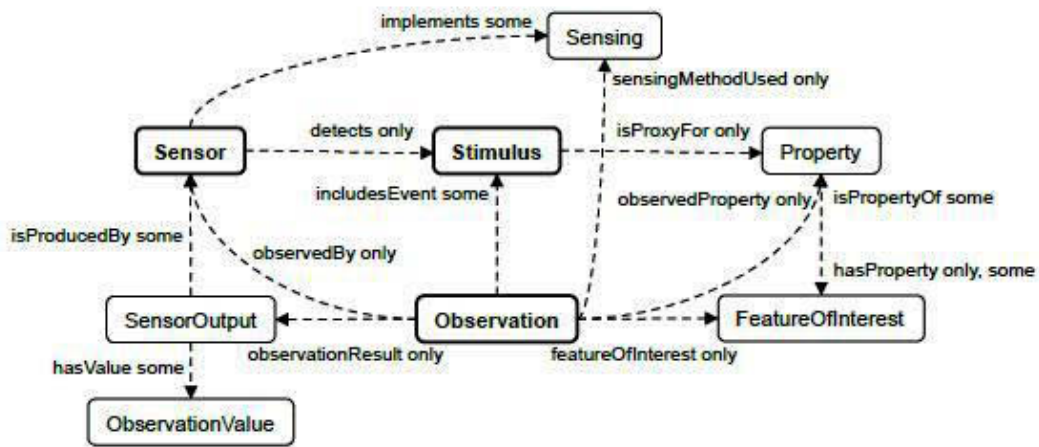 implements some
Sensing
sensingMethodUsed only
detects only
isProxyFor only
Sensor
Stimulus
Property
includesEvent some
observedProperty only
isPropertyOf some
isProducedBy some
observedBy only
hasProperty only, some
SensorOutput
Observation
FeatureOfInterest
observationResult only
featureOfInterest only
hasValue some
ObservationValue